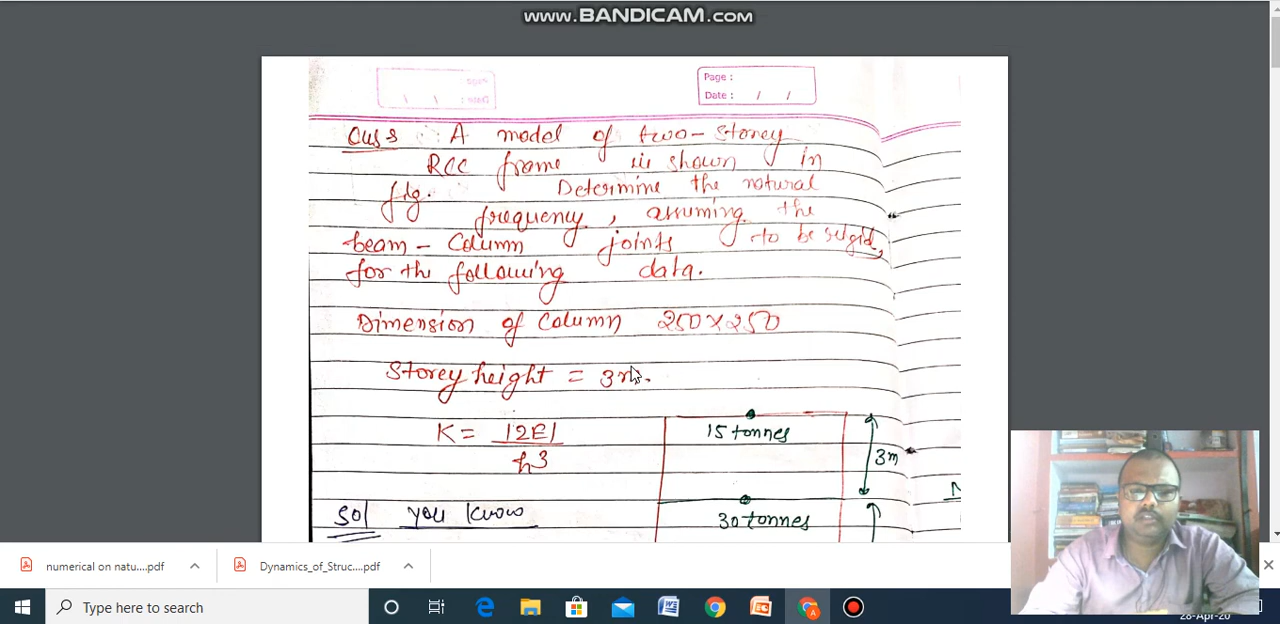 WWW.BANDICAM.COM
Page :
Date : / /
Ques : A model of two-storey
RCC frame is shown in
fig. Determine the natural
frequency, assuming the
beam - column joints to be
for the following data.
Dimension of column 250×250
Storey height = 3m.
K = 12EI
h3
15 tonnes
3m
Sol you know
30 tonnes
numerical on natu....pdf
Dynamics_of_Struc....pdf
Type here to search
28-Apr-20